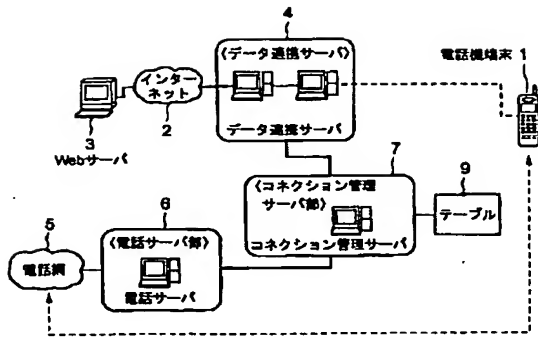 4
〈データ連携サーバ〉
電話機端末 1
インター
ネット
2
3
Webサーバ
データ連携サーバ
7
〈コネクション管理
サーバ部〉
9
テーブル
コネクション管理サーバ
6
〈電話サーバ部〉
5
電話網
電話サーバ